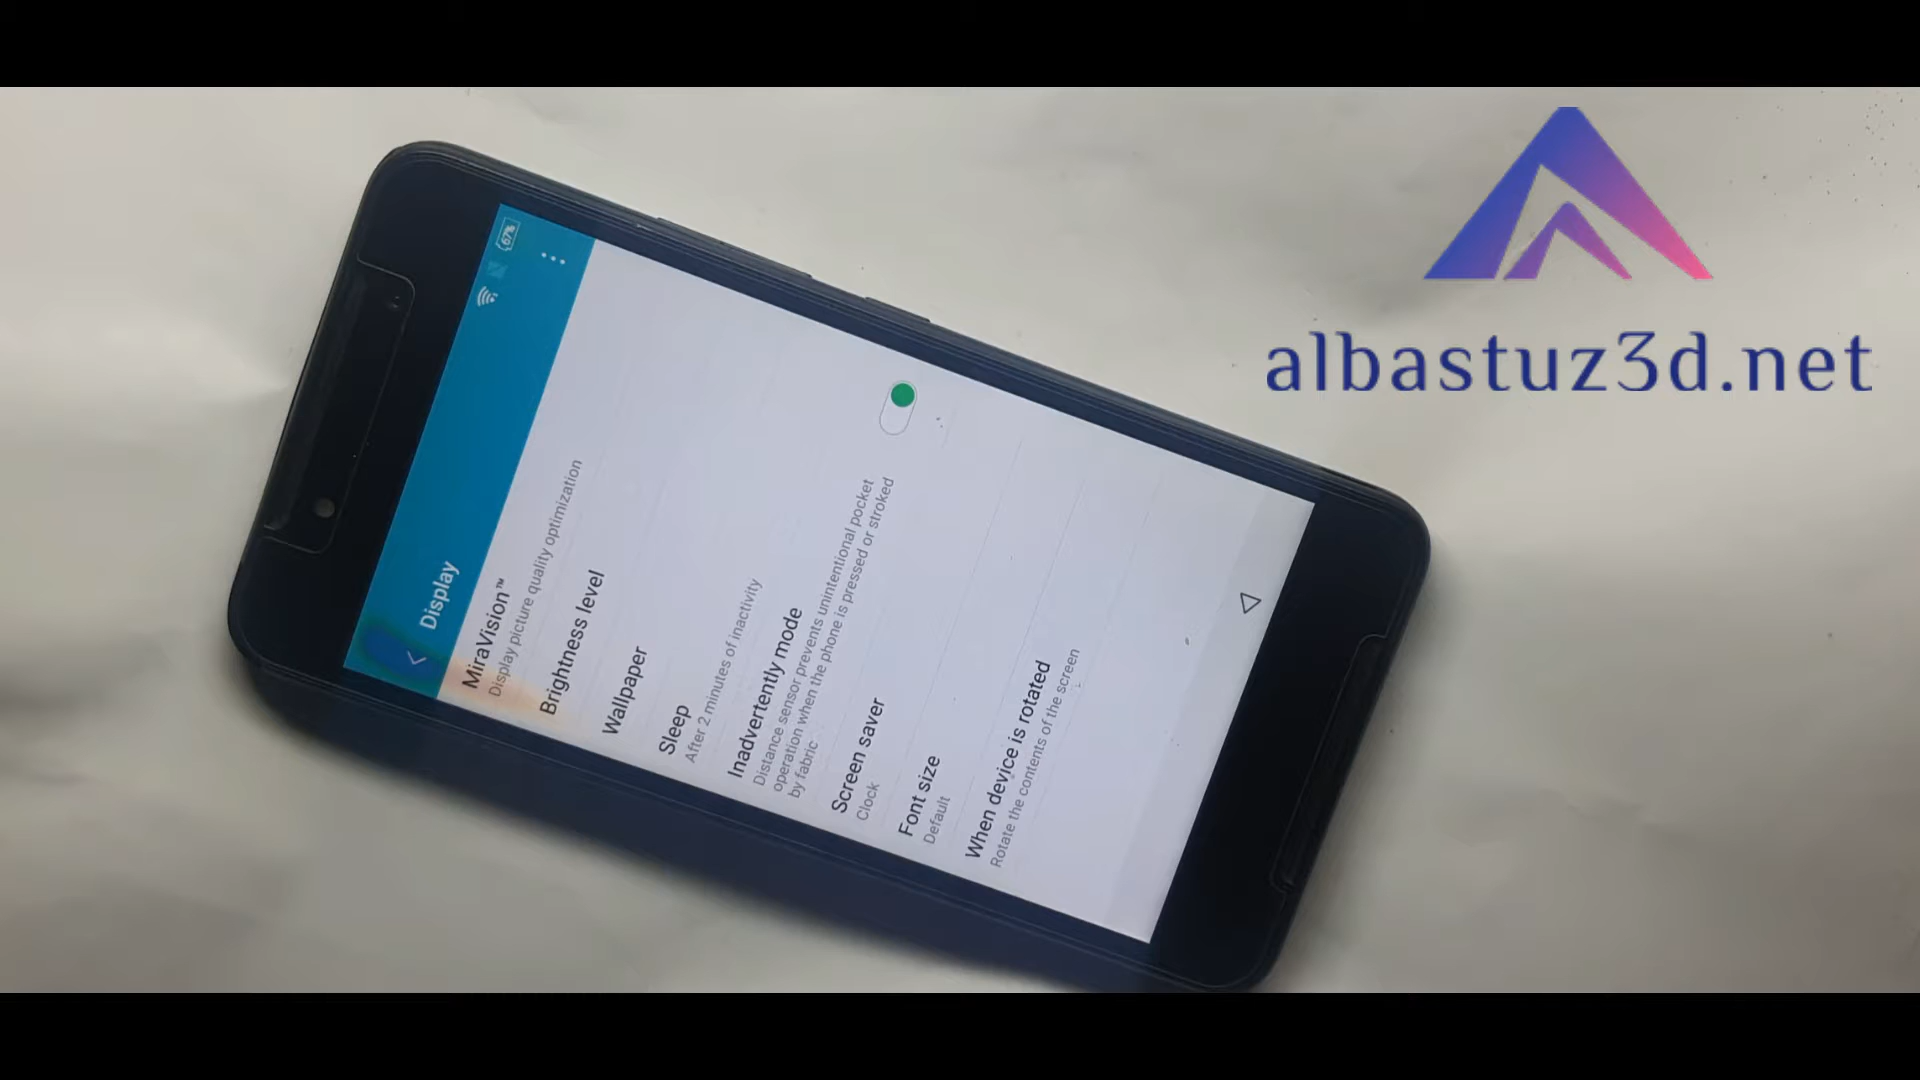 67%
Display
MiraVision™
Display picture quality optimization
Brightness level
Wallpaper
Sleep
After 2 minutes of inactivity
Inadvertently mode
Distance sensor prevents unintentional pocket
operation when the phone is pressed or stroked
by fabric
Screen saver
Clock
Font size
Default
When device is rotated
Rotate the contents of the screen
albastuz3d.net